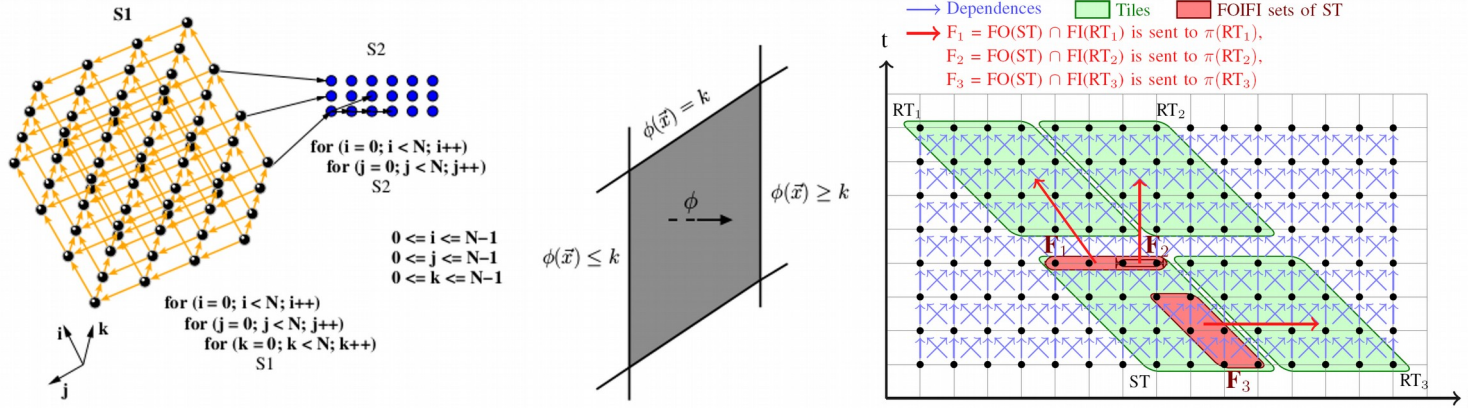 S1
S2
for (i = 0; i < N; i++)
for (j = 0; j < N; j++)
S2
0 <= i <= N−1
0 <= j <= N−1
0 <= k <= N−1
for (i = 0; i < N; i++)
for (j = 0; j < N; j++)
for (k = 0; k < N; k++)
S1
i
k
j
ϕ(x⃗) = k
ϕ
ϕ(x⃗) ≥ k
ϕ(x⃗) ≤ k
Dependences Tiles FOIFI sets of ST
F₁ = FO(ST) ∩ FI(RT₁) is sent to π(RT₁),
F₂ = FO(ST) ∩ FI(RT₂) is sent to π(RT₂),
F₃ = FO(ST) ∩ FI(RT₃) is sent to π(RT₃)
t
RT₁
RT₂
F₁
F₂
ST
F₃
RT₃